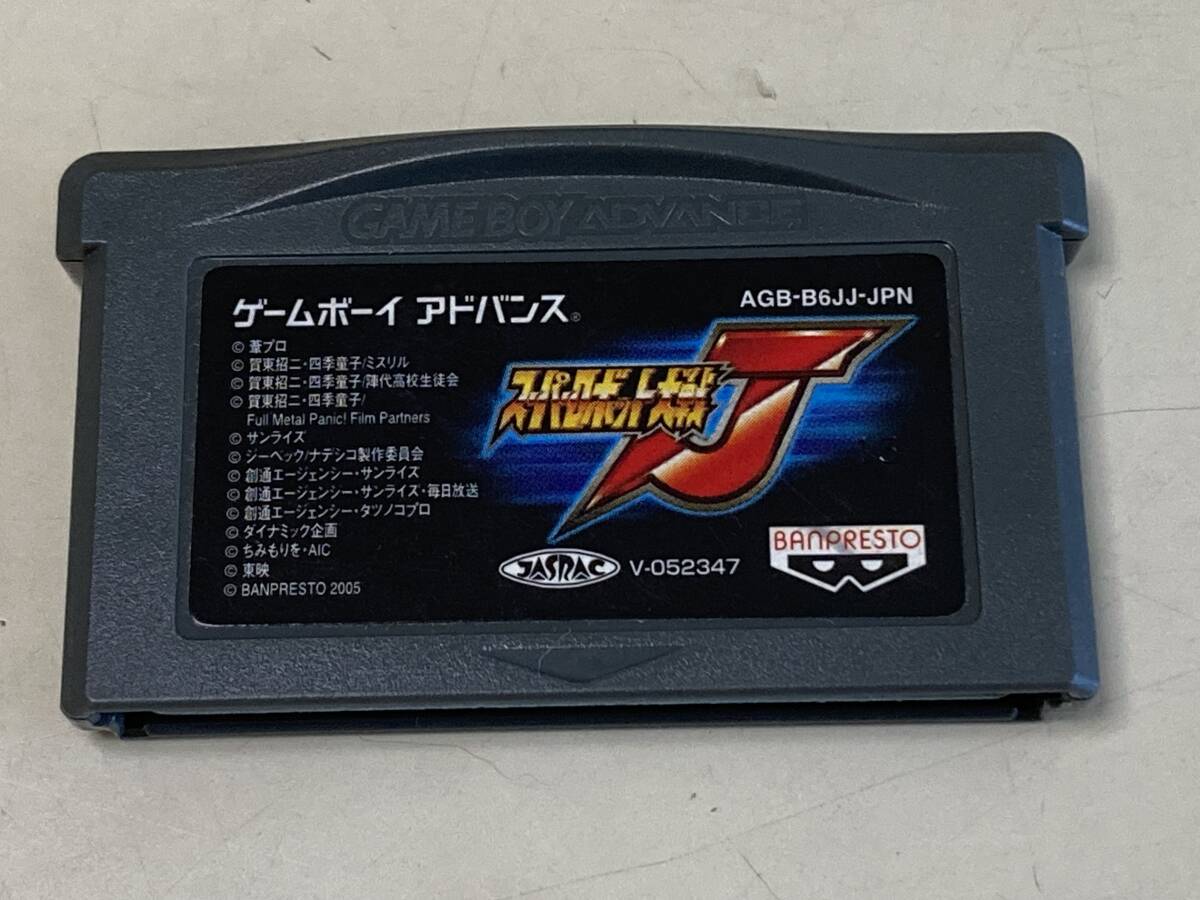 GAME BOY ADVANCE
ゲームボーイ アドバンス®
AGB-B6JJ-JPN
© 葦プロ
© 賀東招二・四季童子/ミスリル
© 賀東招二・四季童子/陣代高校生徒会
© 賀東招二・四季童子/
Full Metal Panic! Film Partners
© サンライズ
© ジーベック/ナデシコ製作委員会
© 創通エージェンシー・サンライズ
© 創通エージェンシー・サンライズ・毎日放送
© 創通エージェンシー・タツノコプロ
© ダイナミック企画
© ちみもりを・AIC
© 東映
© BANPRESTO 2005
スーパーロボット大戦
J
JASRAC
V-052347
BANPRESTO